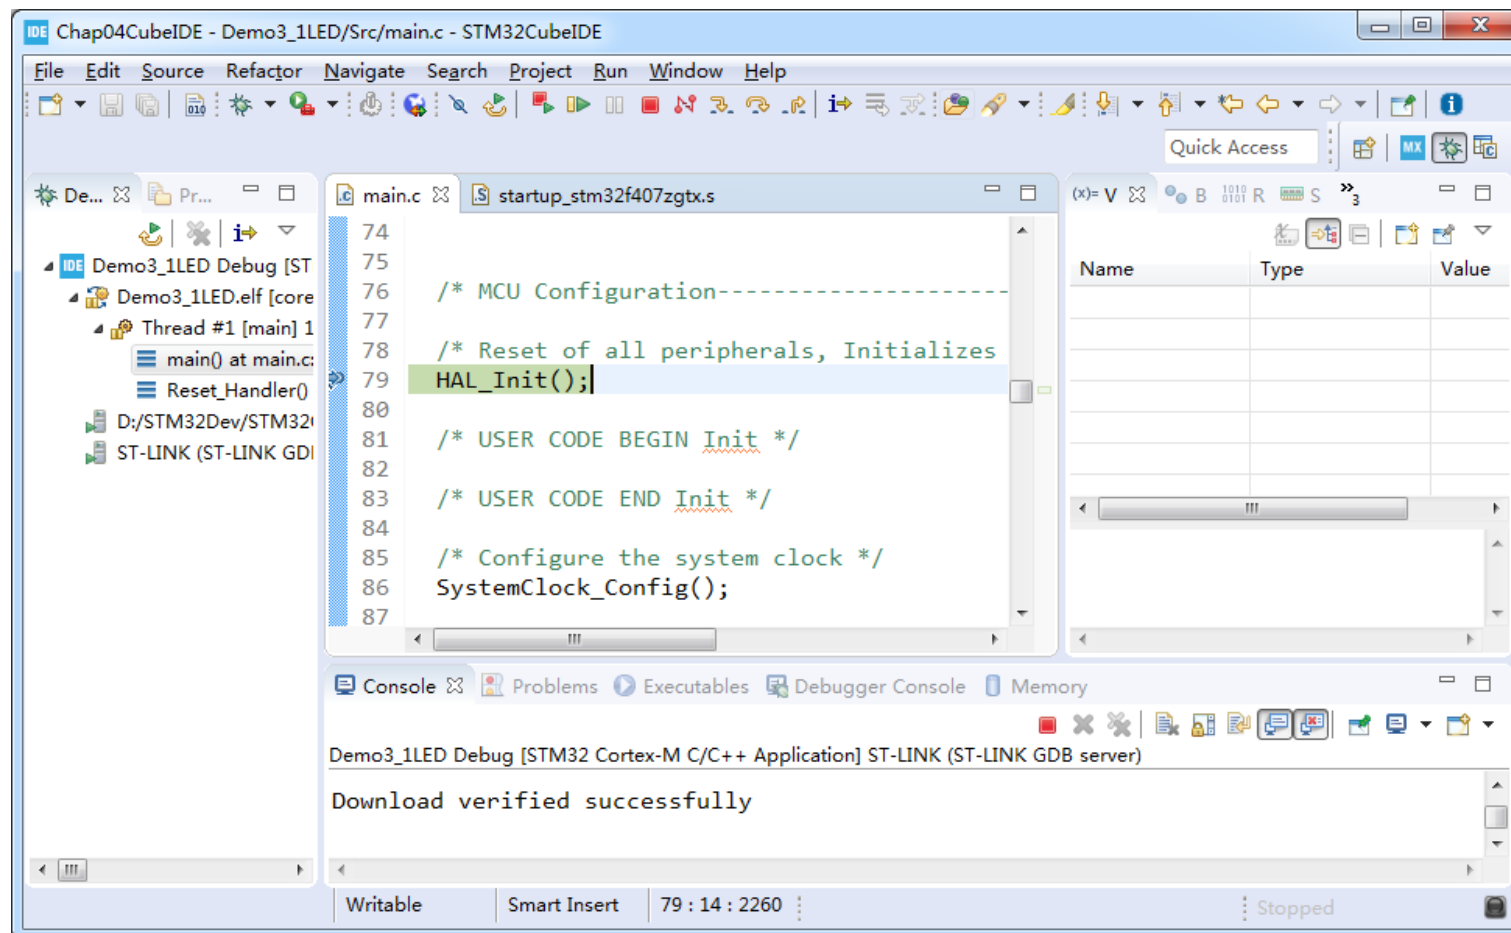 IDE Chap04CubeIDE - Demo3_1LED/Src/main.c - STM32CubeIDE
File Edit Source Refactor Navigate Search Project Run Window Help
Quick Access
MX
De... Pr...
main.c startup_stm32f407zgtx.s
(x)= V B R S »3
IDE Demo3_1LED Debug [ST
Demo3_1LED.elf [core
Thread #1 [main] 1
main() at main.c:
Reset_Handler()
D:/STM32Dev/STM32
ST-LINK (ST-LINK GD
74
75
76 /* MCU Configuration---------------------
77
78 /* Reset of all peripherals, Initializes
79 HAL_Init();
80
81 /* USER CODE BEGIN Init */
82
83 /* USER CODE END Init */
84
85 /* Configure the system clock */
86 SystemClock_Config();
87
Name Type Value
Console Problems Executables Debugger Console Memory
Demo3_1LED Debug [STM32 Cortex-M C/C++ Application] ST-LINK (ST-LINK GDB server)
Download verified successfully
Writable Smart Insert 79 : 14 : 2260 Stopped